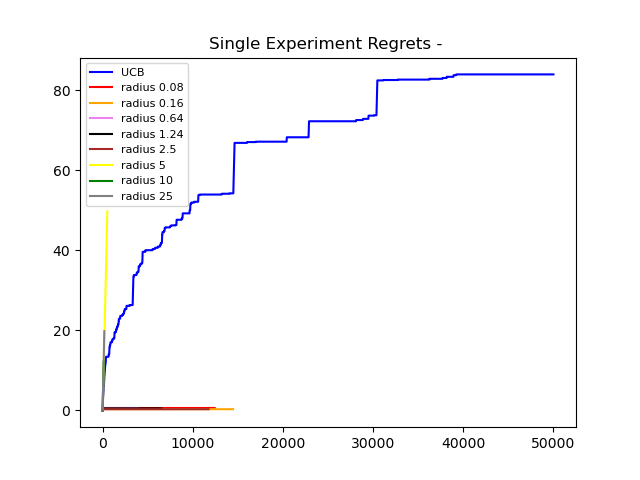 Single Experiment Regrets -
UCB
radius 0.08
radius 0.16
radius 0.64
radius 1.24
radius 2.5
radius 5
radius 10
radius 25
80
60
40
20
0
0 10000 20000 30000 40000 50000